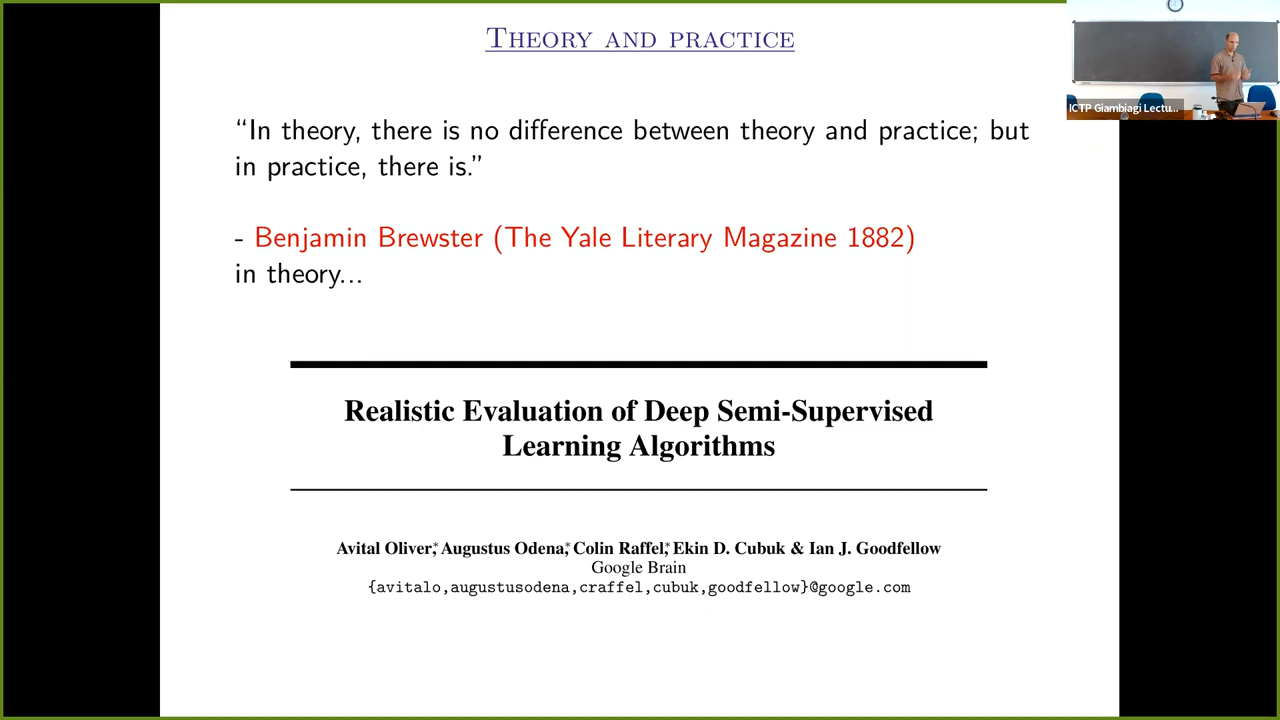 THEORY AND PRACTICE
“In theory, there is no difference between theory and practice; but
in practice, there is.”
- Benjamin Brewster (The Yale Literary Magazine 1882)
in theory...
Realistic Evaluation of Deep Semi-Supervised
Learning Algorithms
Avital Oliver,* Augustus Odena,* Colin Raffel,* Ekin D. Cubuk & Ian J. Goodfellow
Google Brain
{avitalo,augustusodena,craffel,cubuk,goodfellow}@google.com
ICTP Giambiagi Lectu...